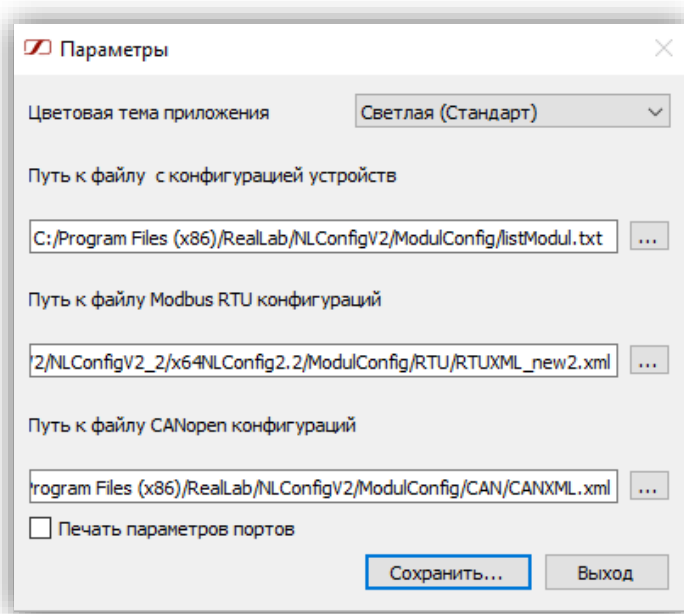 Параметры
Цветовая тема приложения Светлая (Стандарт)
Путь к файлу с конфигурацией устройств
C:/Program Files (x86)/RealLab/NLConfigV2/ModulConfig/listModul.txt ...
Путь к файлу Modbus RTU конфигураций
'2/NLConfigV2_2/x64NLConfig2.2/ModulConfig/RTU/RTUXML_new2.xml ...
Путь к файлу CANopen конфигураций
Program Files (x86)/RealLab/NLConfigV2/ModulConfig/CAN/CANXML.xml ...
Печать параметров портов
Сохранить... Выход